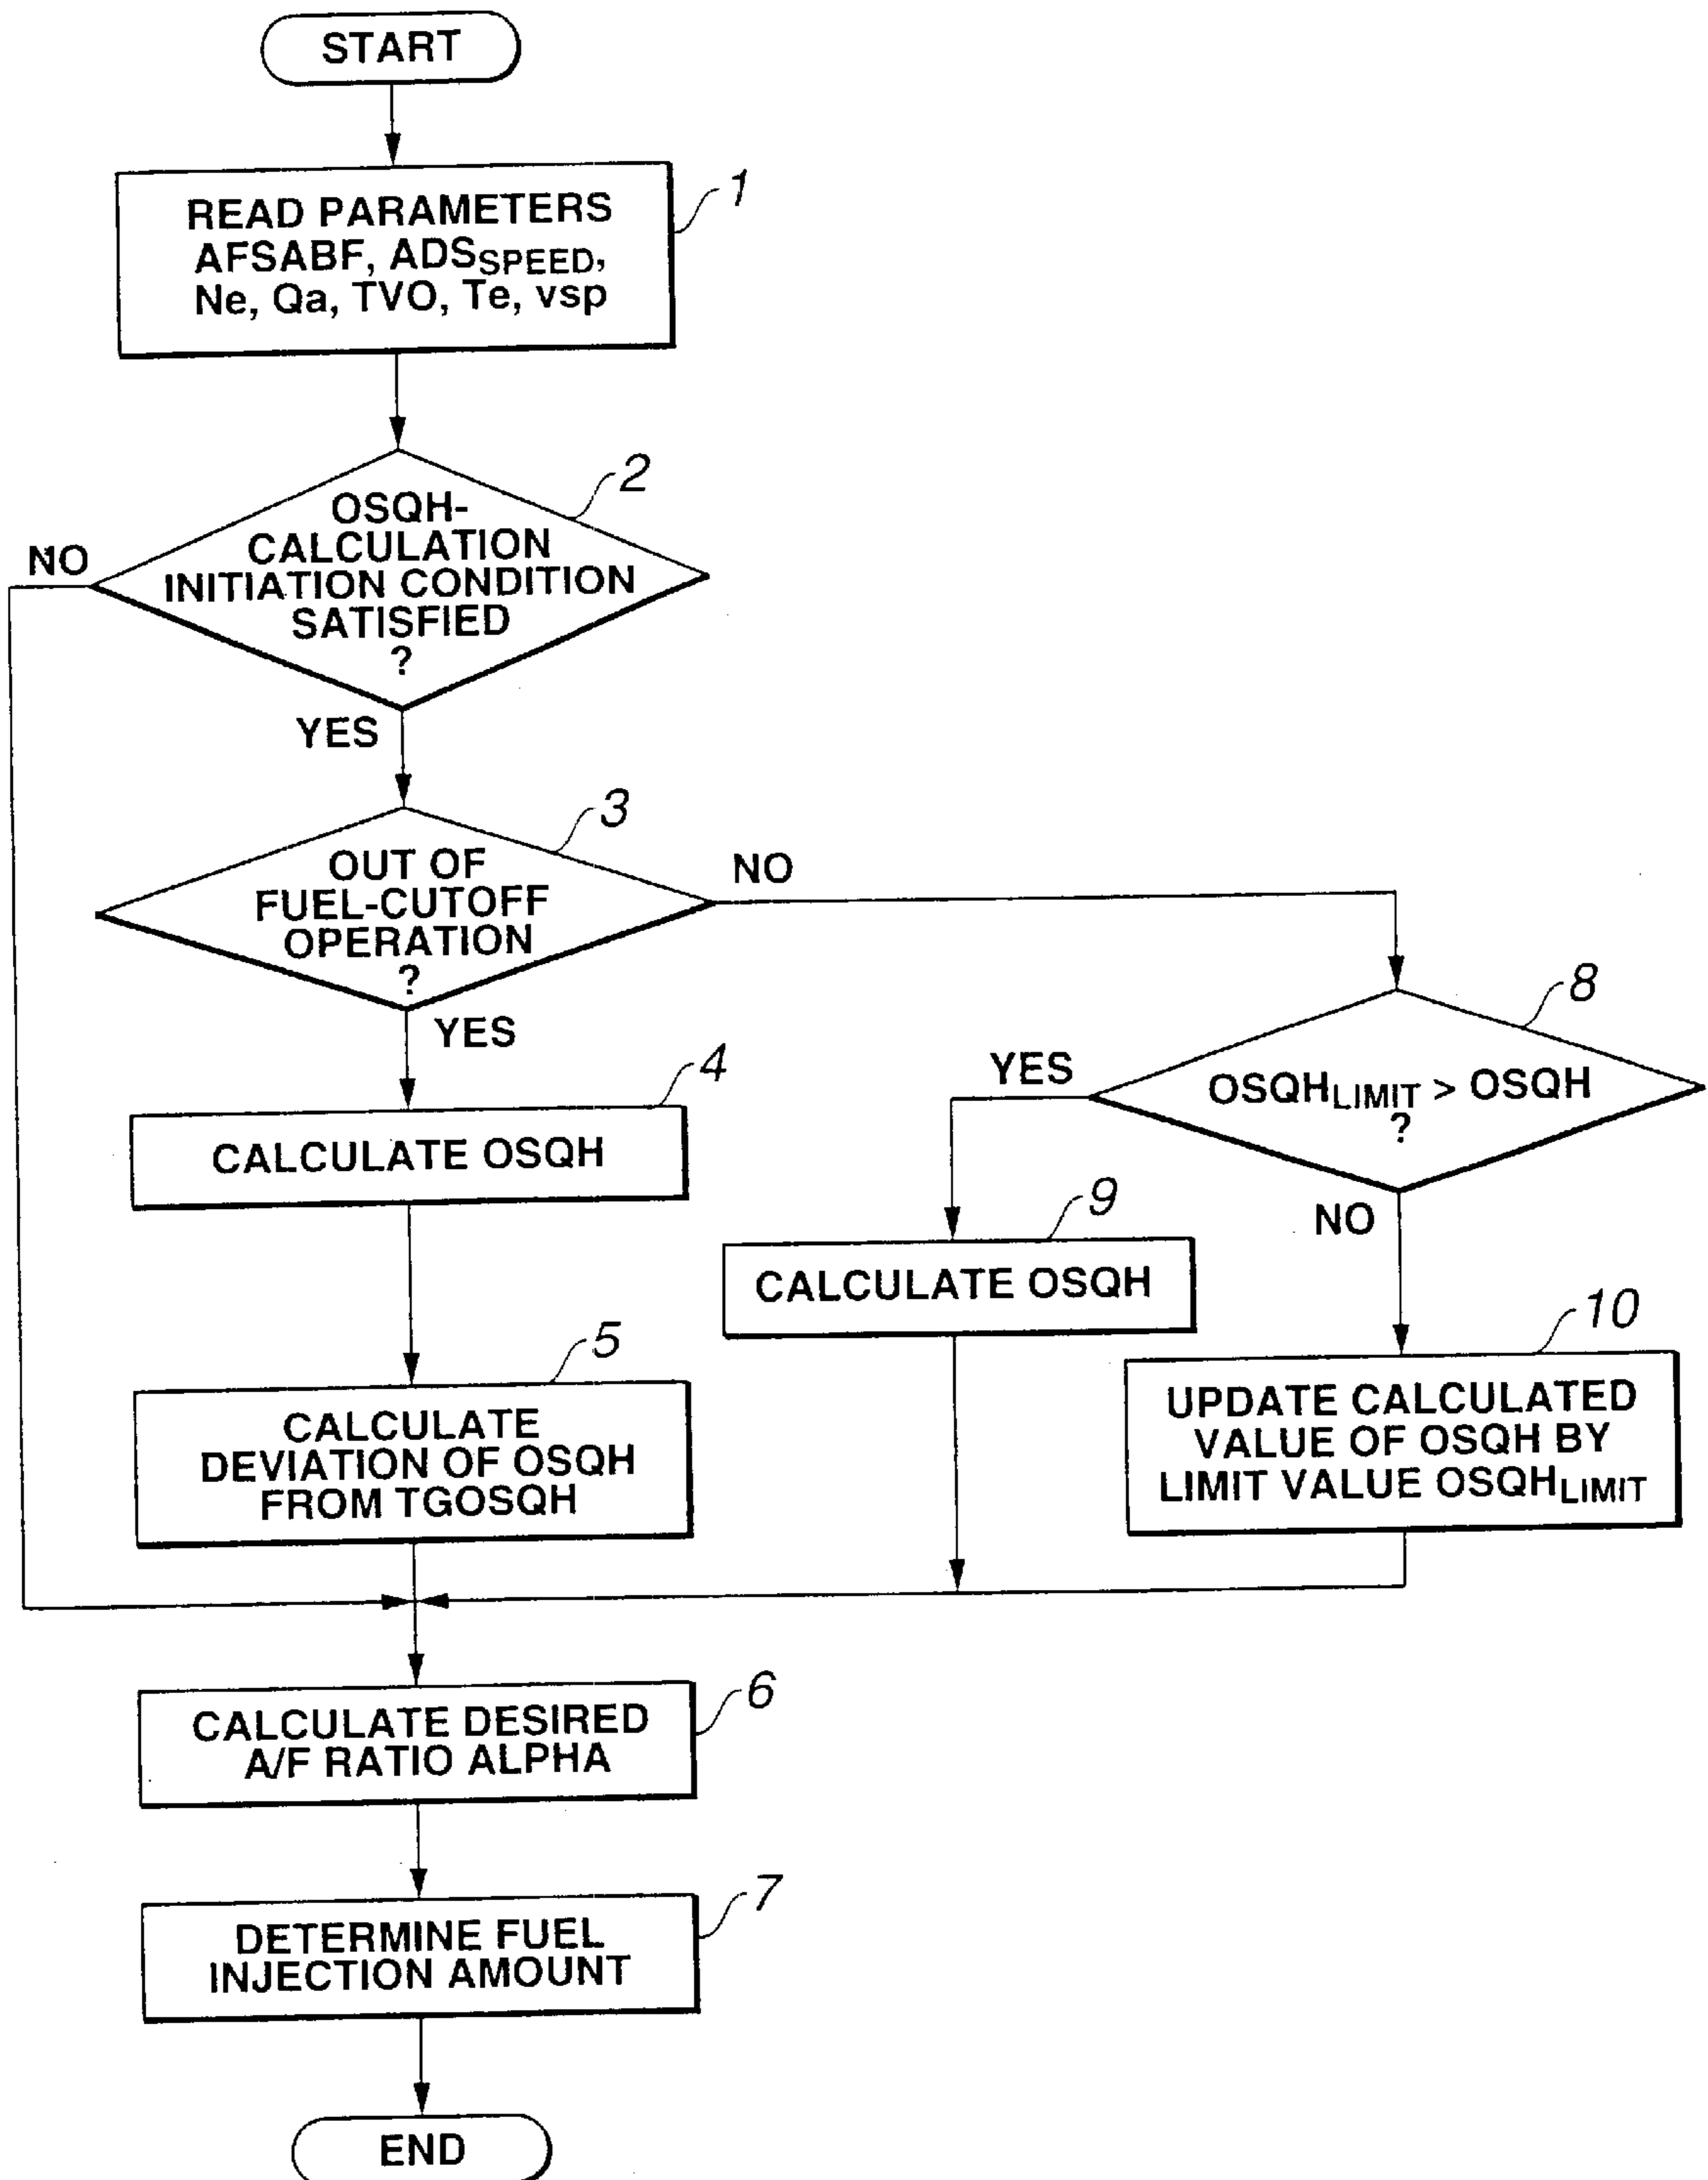 START
1
READ PARAMETERS
AFSABF, ADSSPEED,
Ne, Qa, TVO, Te, vsp
2
OSQH-
CALCULATION
INITIATION CONDITION
SATISFIED
?
NO
YES
3
OUT OF
FUEL-CUTOFF
OPERATION
?
NO
YES
8
OSQHLIMIT > OSQH
?
YES
NO
4
CALCULATE OSQH
9
CALCULATE OSQH
10
UPDATE CALCULATED
VALUE OF OSQH BY
LIMIT VALUE OSQHLIMIT
5
CALCULATE
DEVIATION OF OSQH
FROM TGOSQH
6
CALCULATE DESIRED
A/F RATIO ALPHA
7
DETERMINE FUEL
INJECTION AMOUNT
END